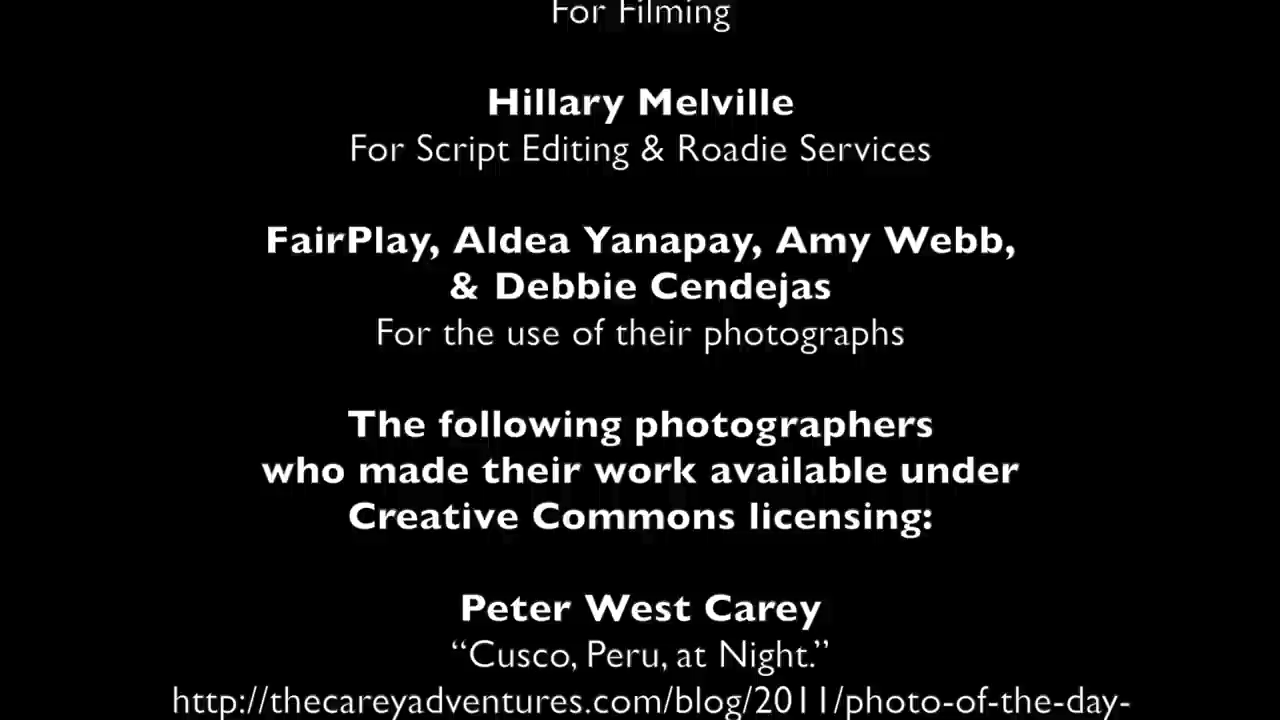 For Filming
Hillary Melville
For Script Editing & Roadie Services
FairPlay, Aldea Yanapay, Amy Webb,
& Debbie Cendejas
For the use of their photographs
The following photographers
who made their work available under
Creative Commons licensing:
Peter West Carey
“Cusco, Peru, at Night.”
http://thecareyadventures.com/blog/2011/photo-of-the-day-